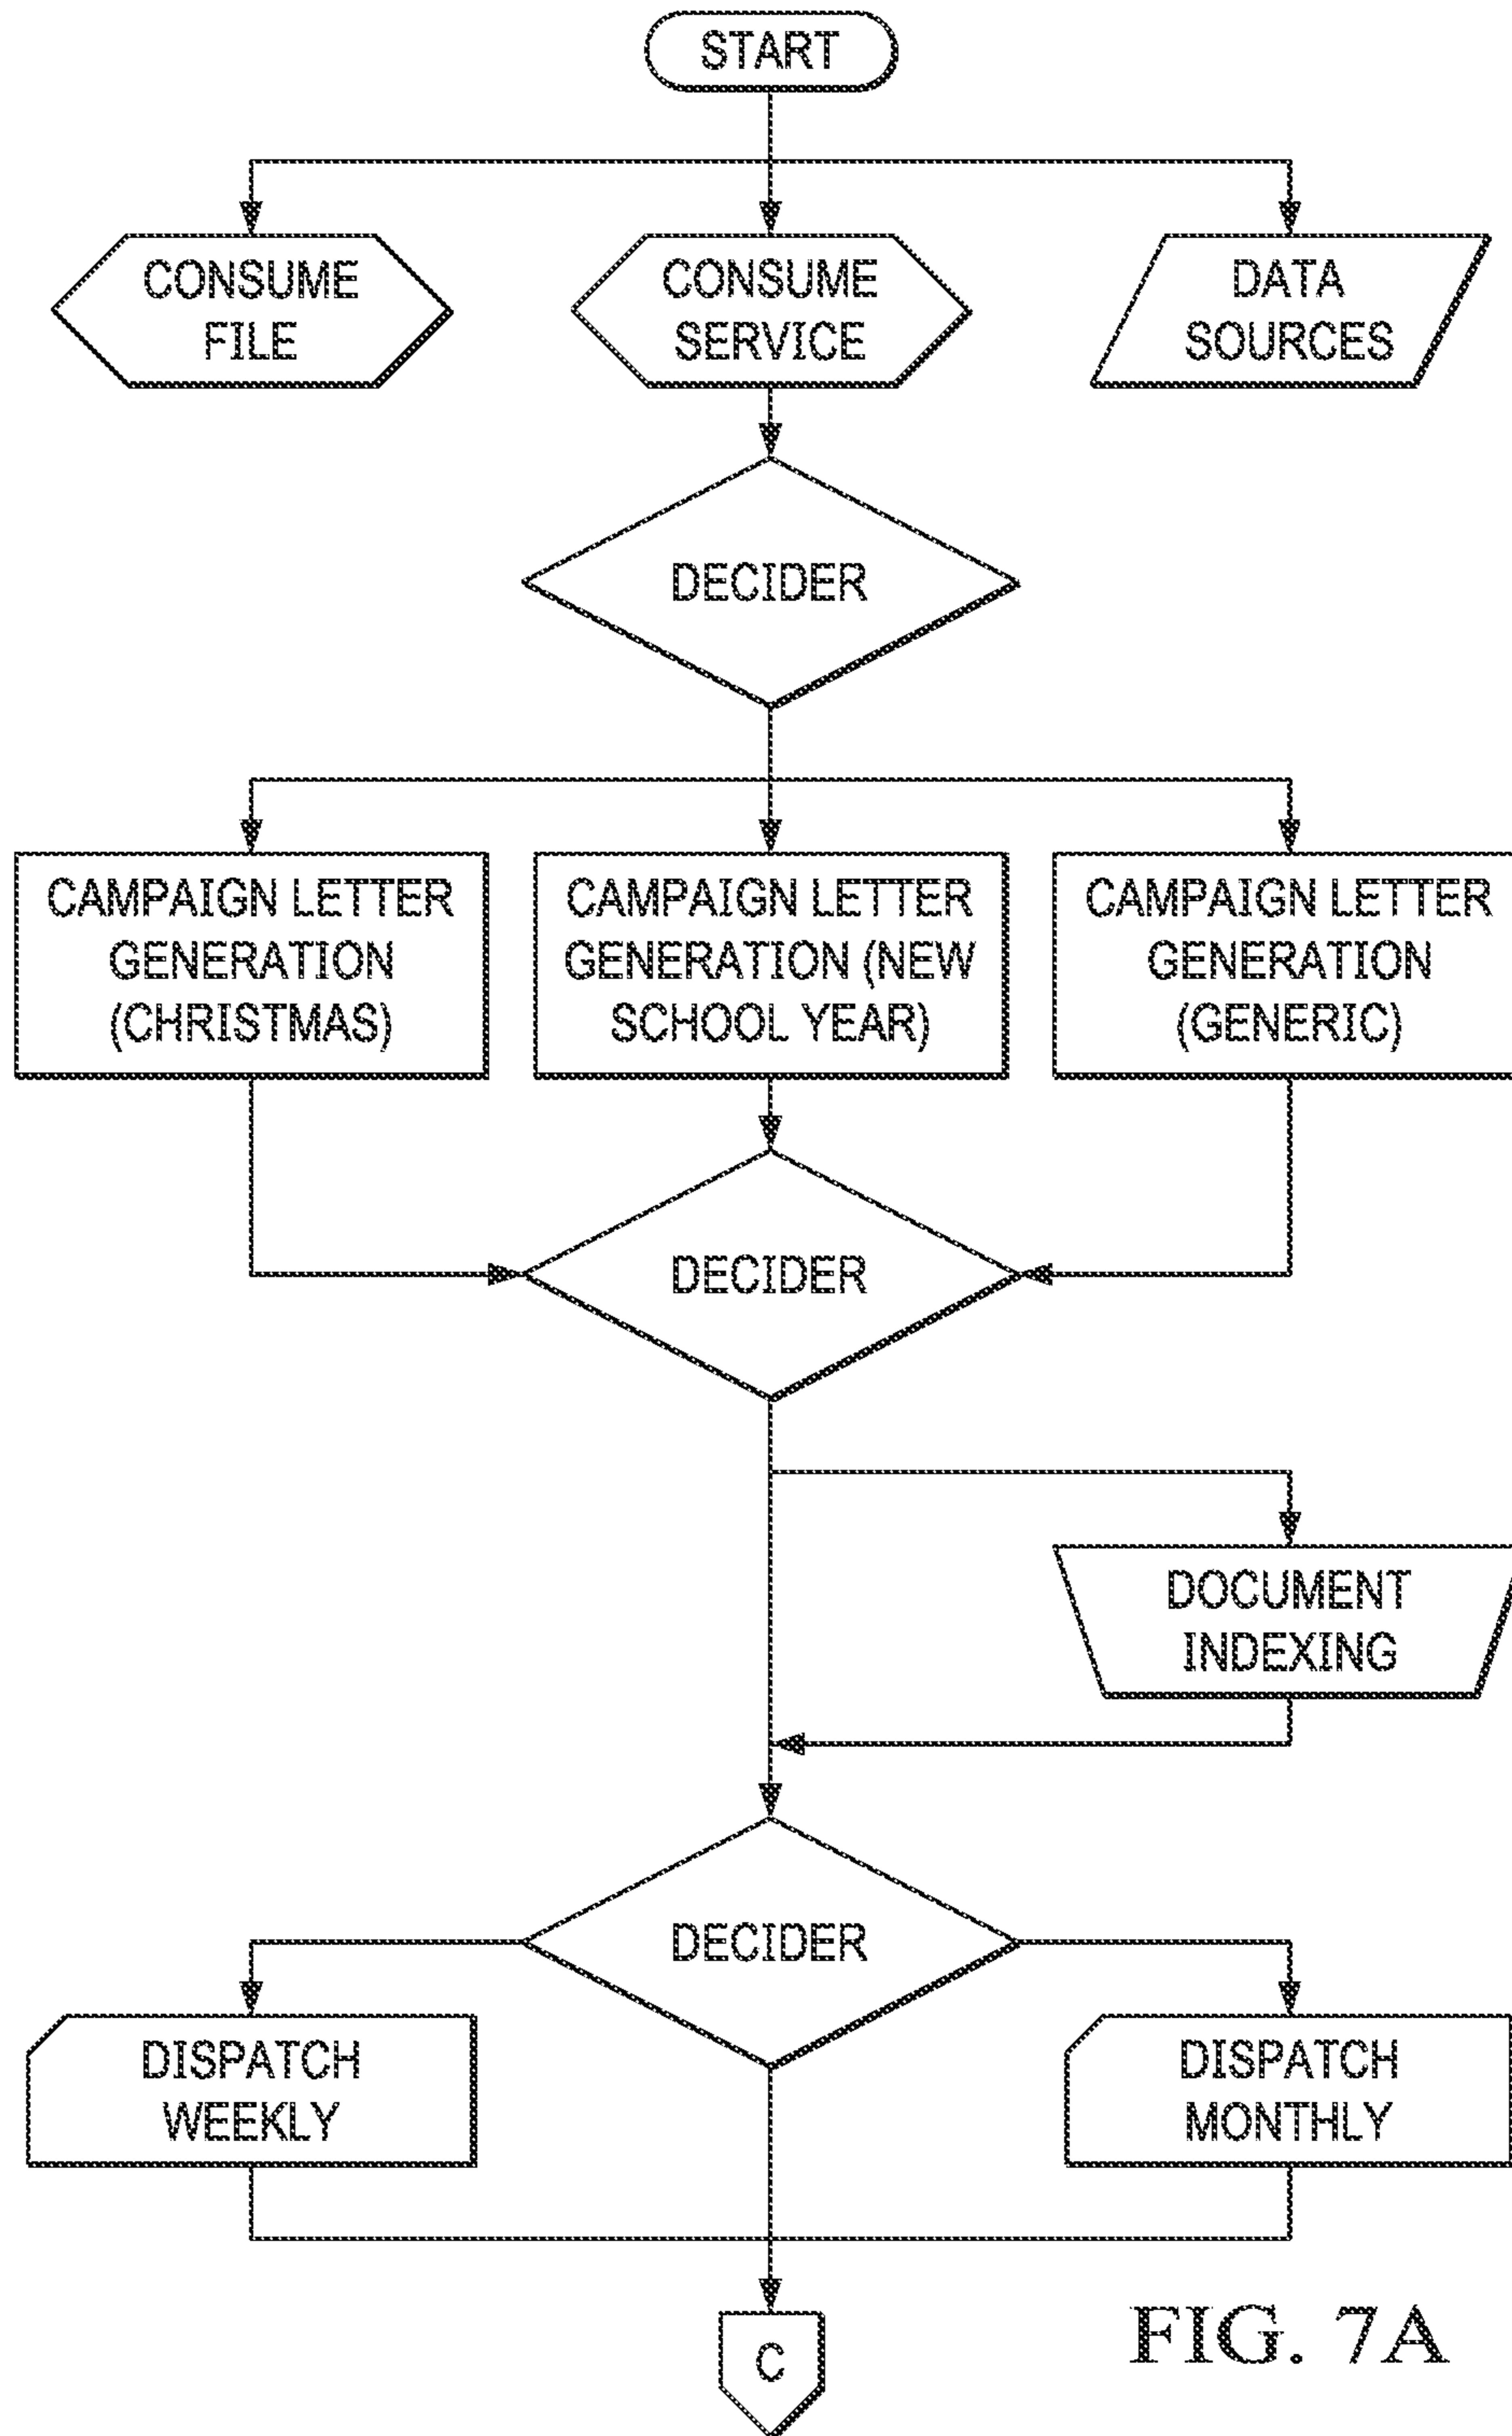 START
CONSUME
FILE
CONSUME
SERVICE
DATA
SOURCES
DECIDER
CAMPAIGN LETTER
GENERATION
(CHRISTMAS)
CAMPAIGN LETTER
GENERATION (NEW
SCHOOL YEAR)
CAMPAIGN LETTER
GENERATION
(GENERIC)
DECIDER
DOCUMENT
INDEXING
DECIDER
DISPATCH
WEEKLY
DISPATCH
MONTHLY
C
FIG. 7A